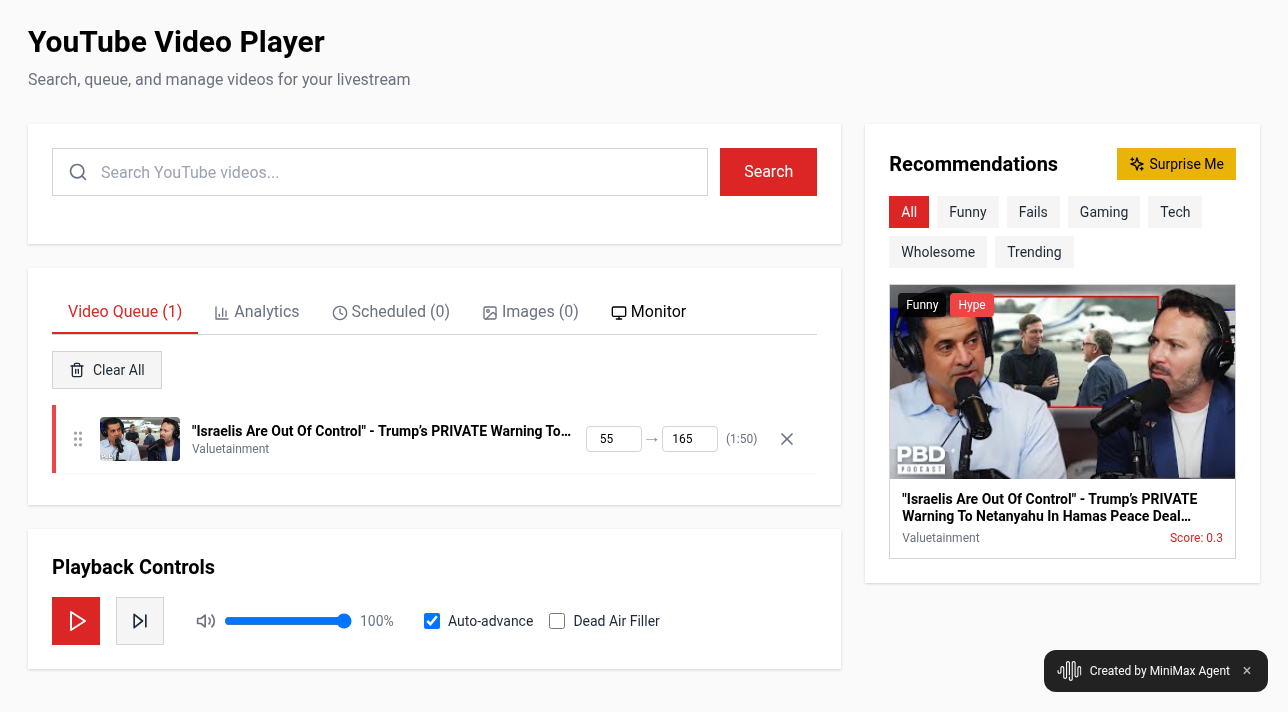 YouTube Video Player
Search, queue, and manage videos for your livestream
Search YouTube videos...
Search
Video Queue (1)
Analytics
Scheduled (0)
Images (0)
Monitor
Clear All
"Israelis Are Out Of Control" - Trump’s PRIVATE Warning To...
Valuetainment
55
→
165
(1:50)
Playback Controls
100%
Auto-advance
Dead Air Filler
Recommendations
Surprise Me
All
Funny
Fails
Gaming
Tech
Wholesome
Trending
Funny
Hype
PBD
PODCAST
"Israelis Are Out Of Control" - Trump’s PRIVATE
Warning To Netanyahu In Hamas Peace Deal...
Valuetainment
Score: 0.3
Created by MiniMax Agent
×